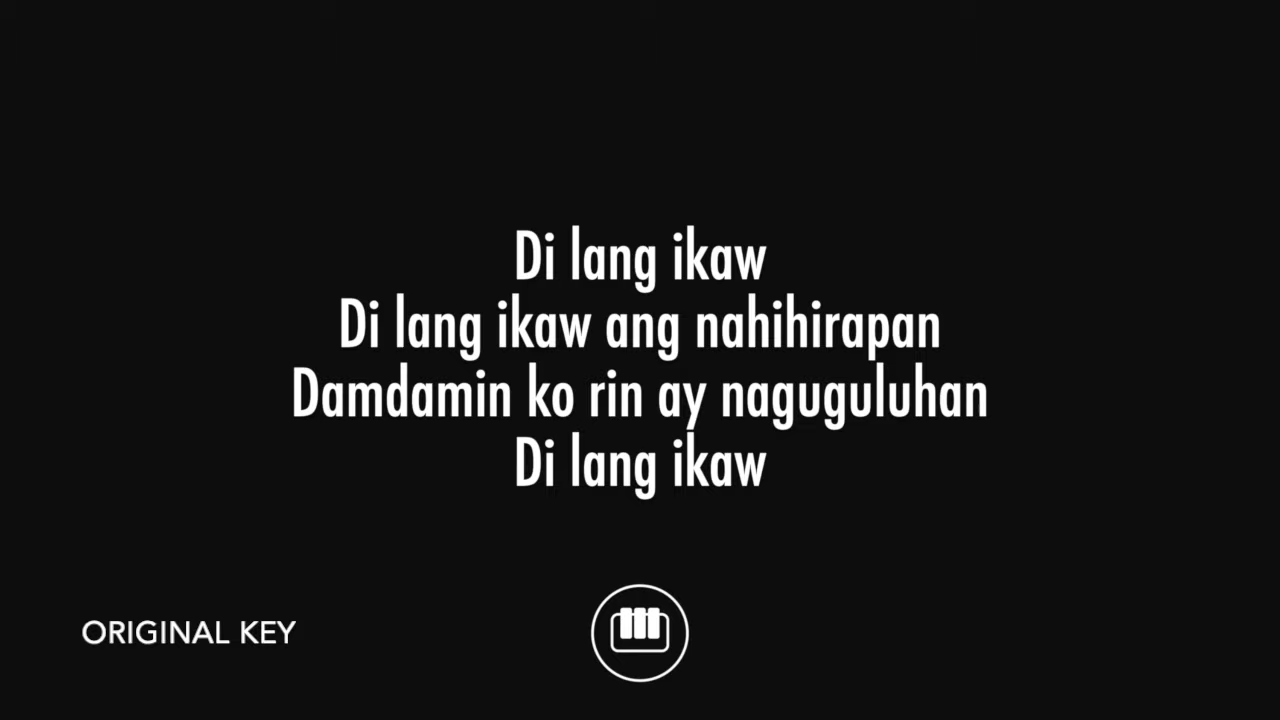 Di lang ikaw
Di lang ikaw ang nahihirapan
Damdamin ko rin ay naguguluhan
Di lang ikaw
ORIGINAL KEY